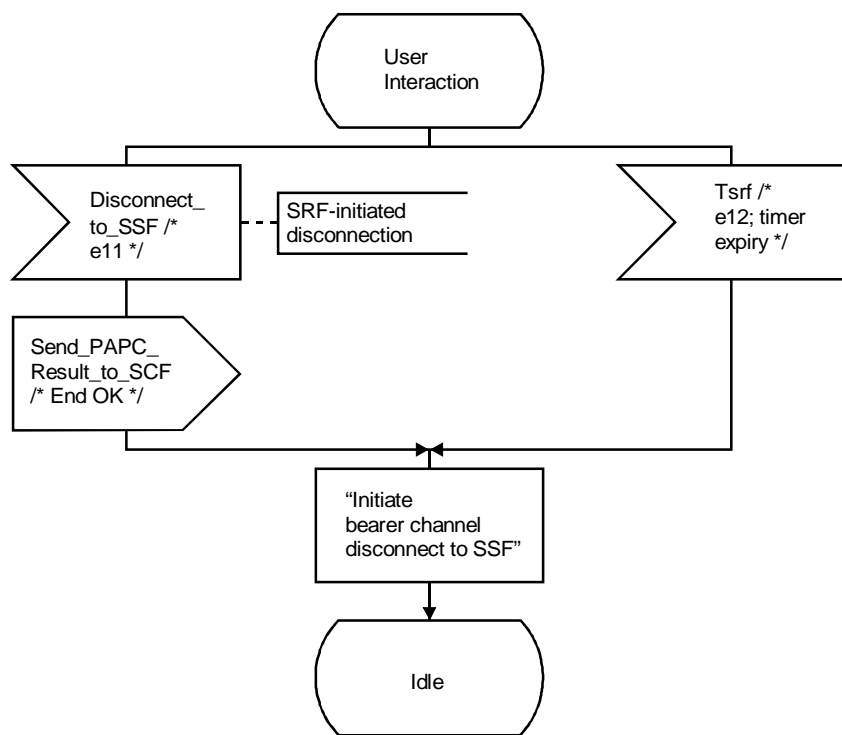 User
Interaction
Disconnect_
to_SSF /*
e11 */
SRF-initiated
disconnection
Tsrf /*
e12; timer
expiry */
Send_PAPC_
Result_to_SCF
/* End OK */
“Initiate
bearer channel
disconnect to SSF”
Idle